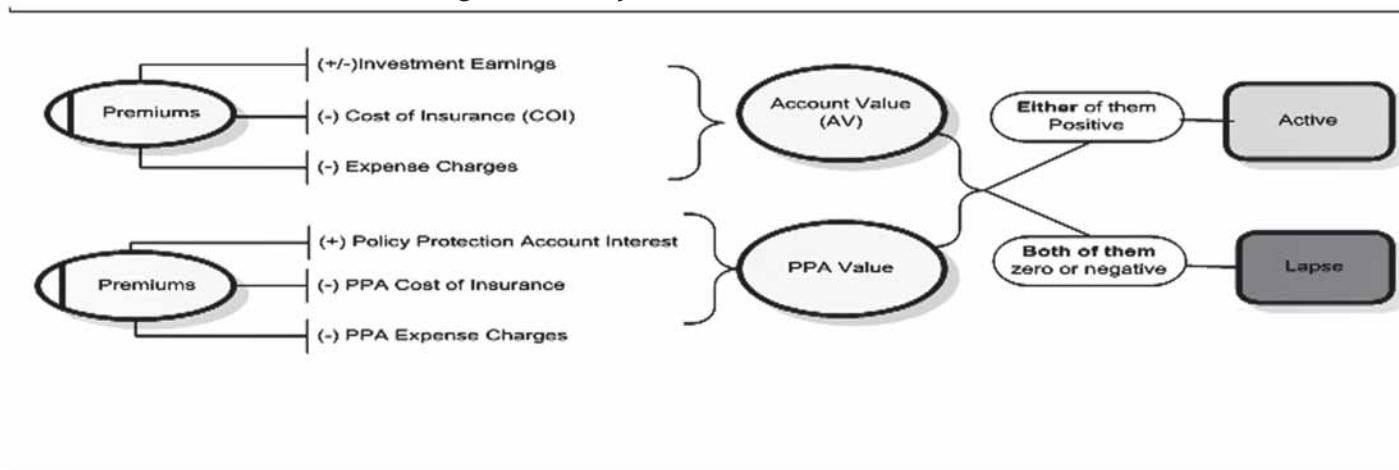 Premiums
(+/-)Investment Earnings
(-) Cost of Insurance (COI)
(-) Expense Charges
Account Value
(AV)
Either of them
Positive
Active
Premiums
(+) Policy Protection Account Interest
(-) PPA Cost of Insurance
(-) PPA Expense Charges
PPA Value
Both of them
zero or negative
Lapse